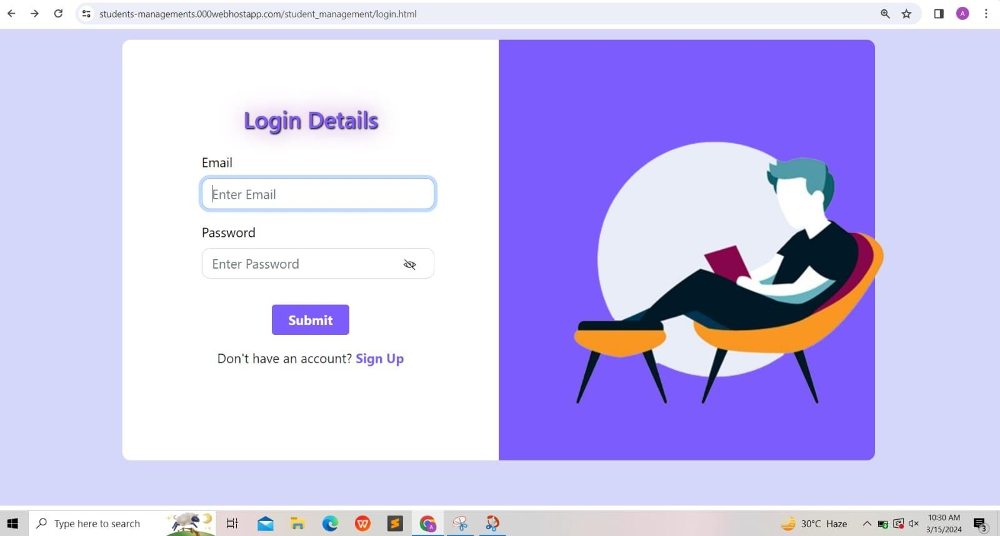 students-managements.000webhostapp.com/student_management/login.html
A
Login Details
Email
Enter Email
Password
Enter Password
Submit
Don't have an account? Sign Up
Type here to search
W
S
A
30°C Haze
10:30 AM
3/15/2024
3